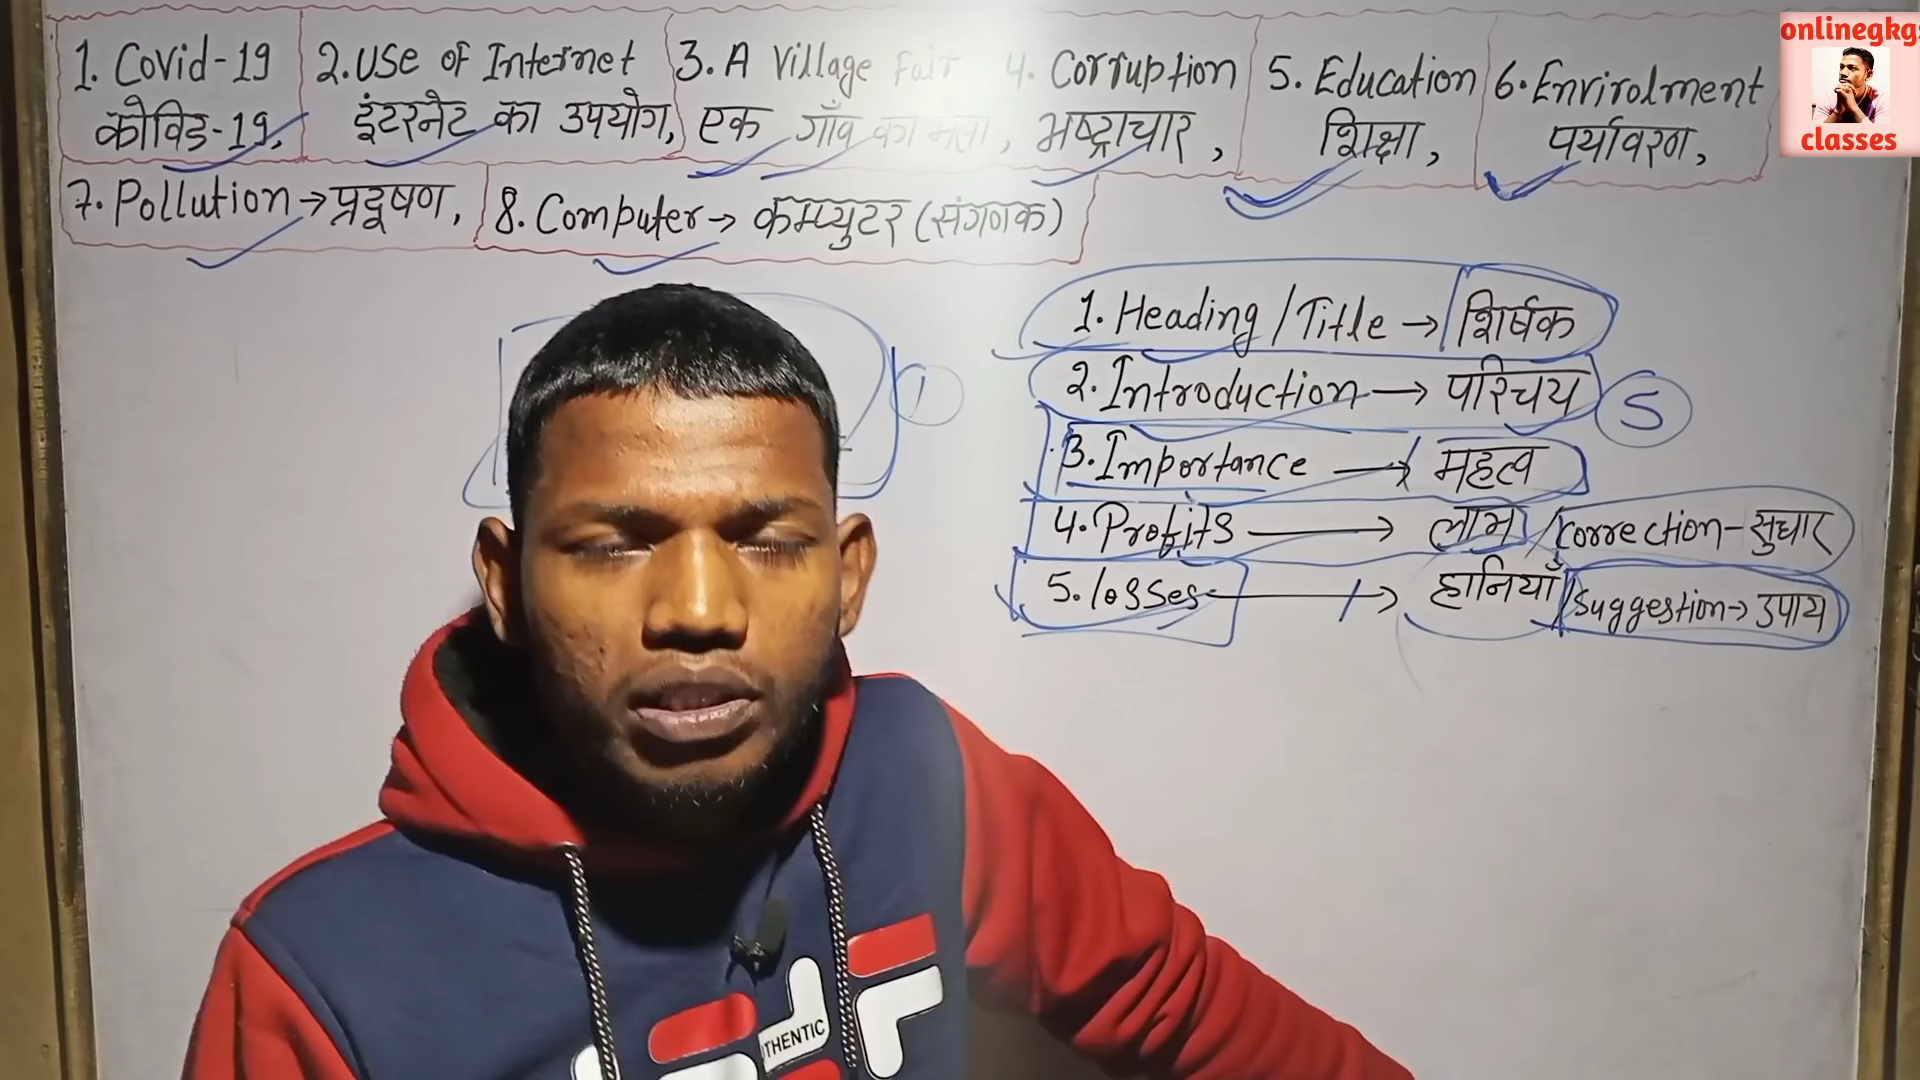 1. Covid-19
कोविड-19,
2. Use of Internet
इंटरनेट का उपयोग,
3. A Village Fair
एक गाँव का मेला,
4. Corruption
भष्ट्राचार,
5. Education
शिक्षा,
6. Envirolment
पर्यावरण,
7. Pollution → प्रदूषण,
8. Computer → कम्प्युटर (संगणक)
1. Heading / Title → शिर्षक
1
2. Introduction → परिचय
5
3. Importance → महत्व
4. Profits → लाभ / Correction - सुधार
5. losses → हानियाँ / Suggestion → उपाय
onlinegkgs
classes
THENTIC